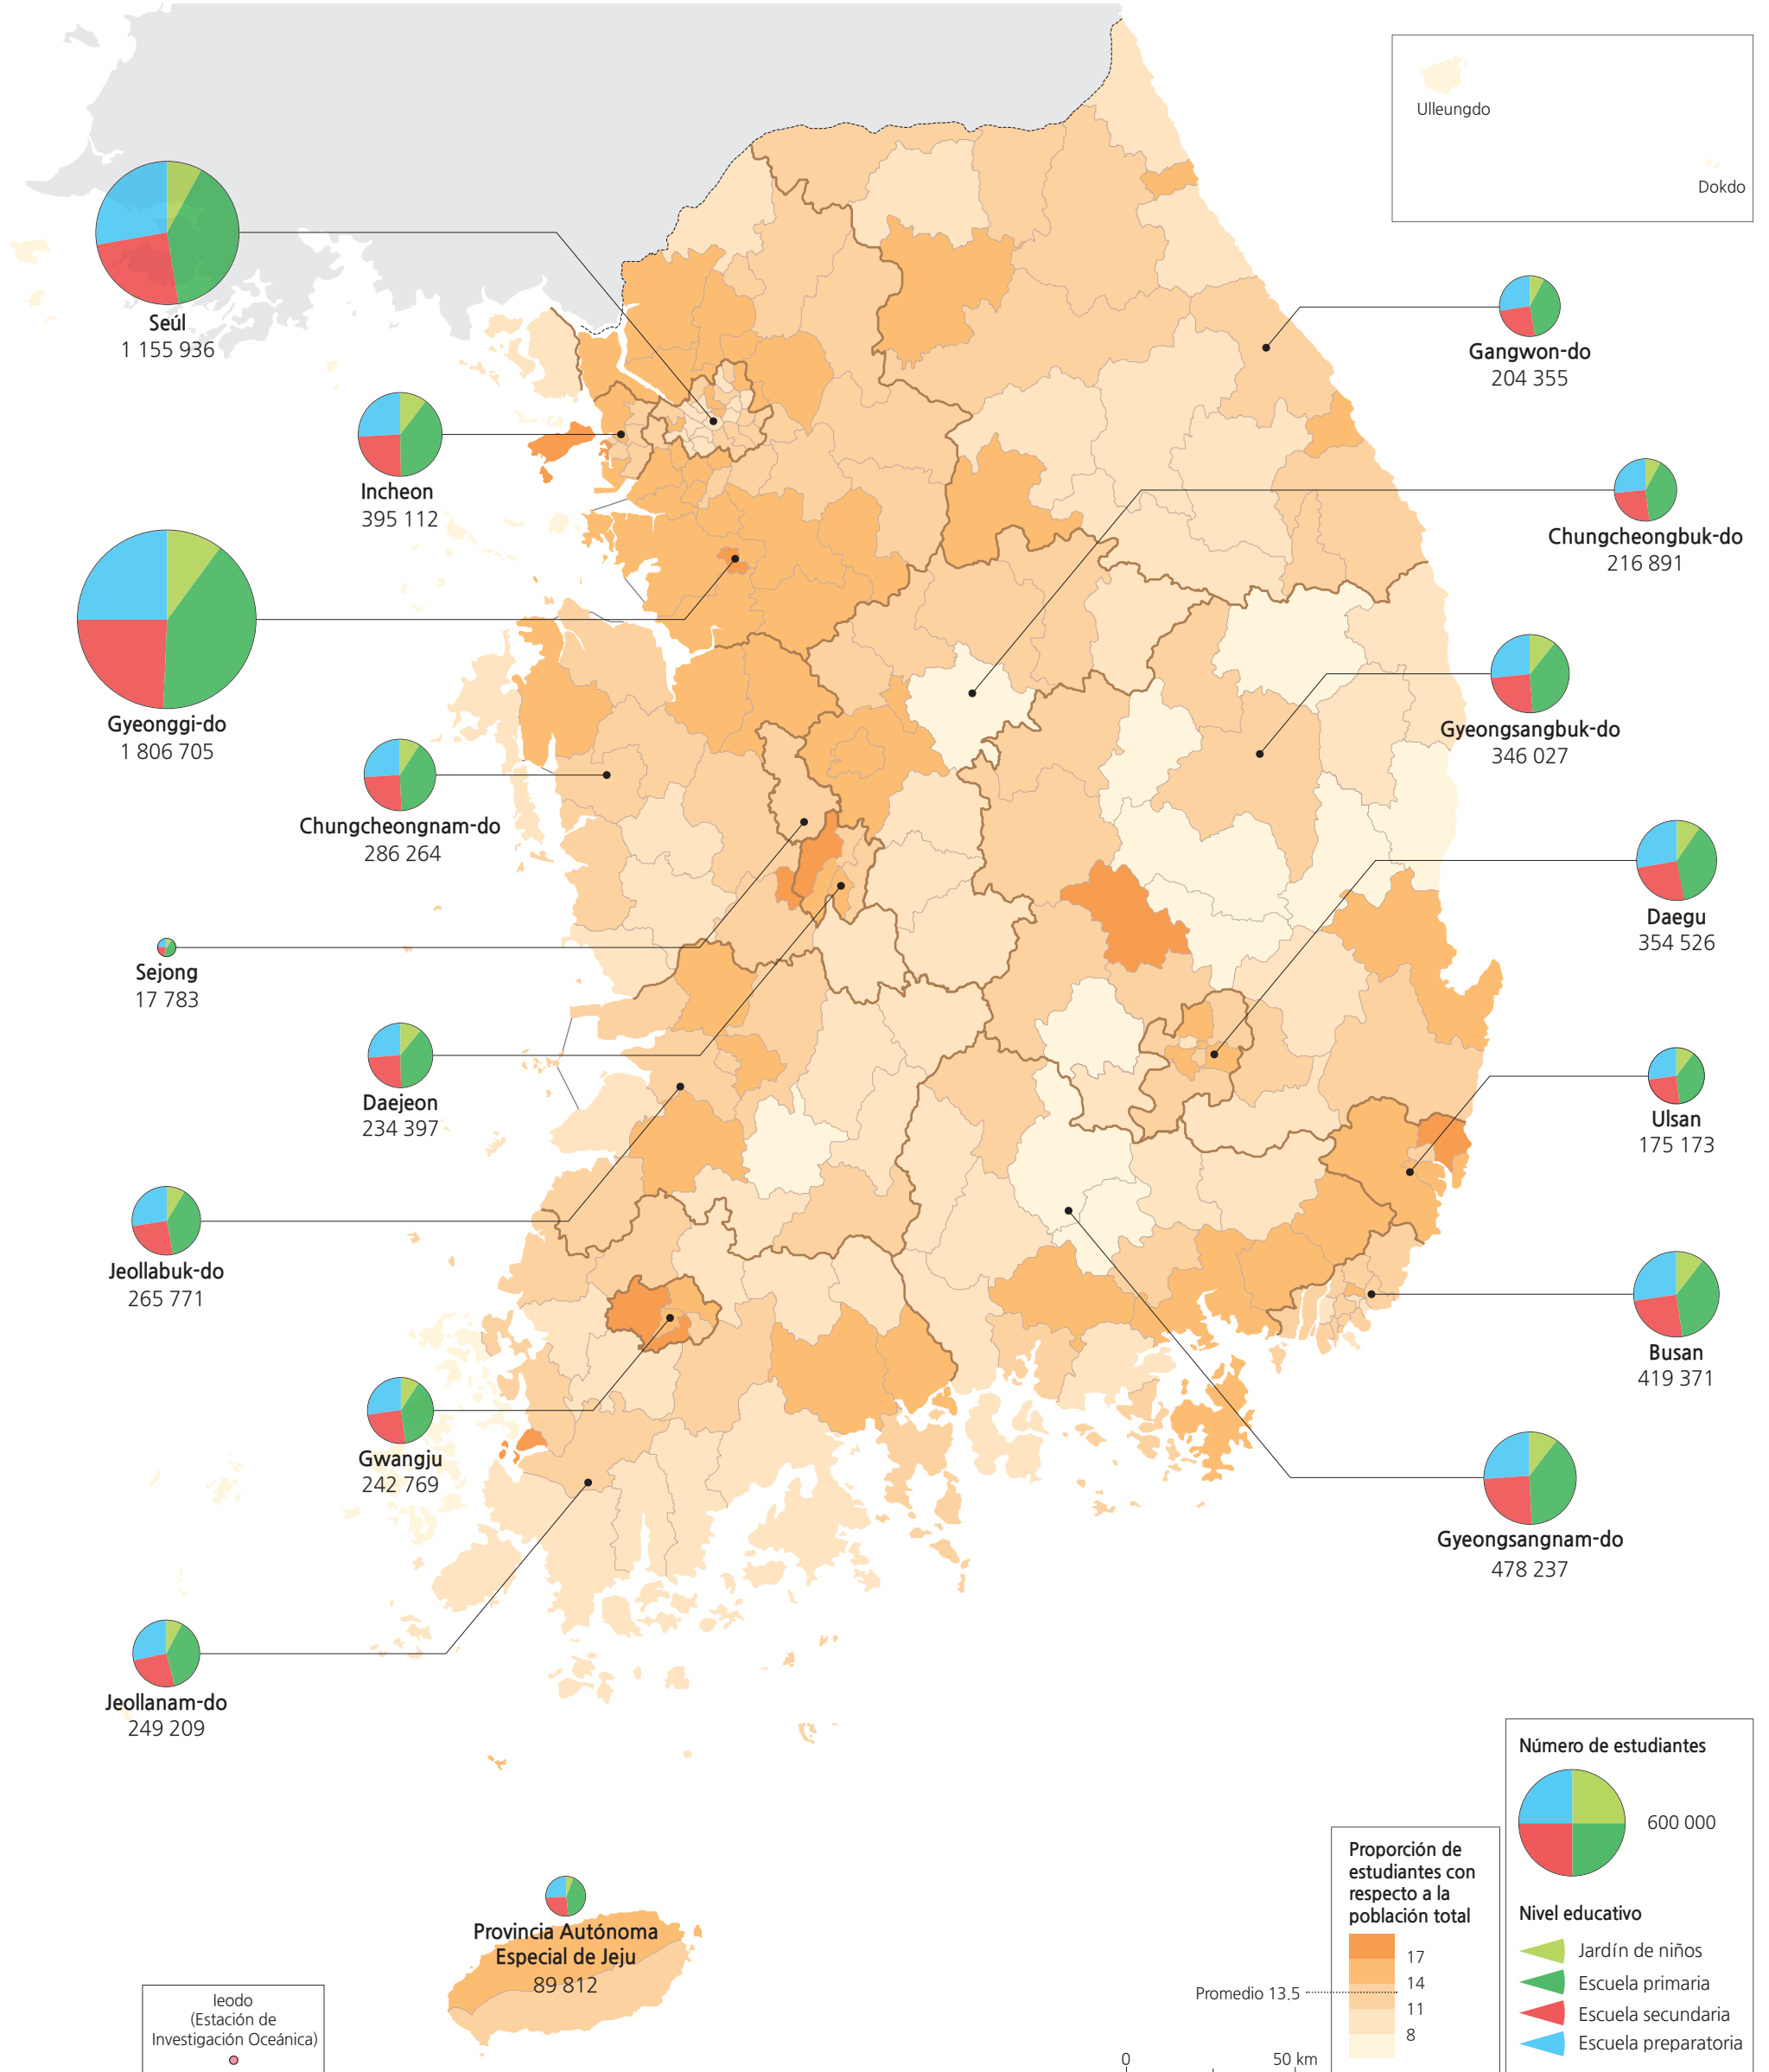 Ulleungdo
Dokdo
Seúl
1 155 936
Gangwon-do
204 355
Incheon
395 112
Chungcheongbuk-do
216 891
Gyeonggi-do
1 806 705
Gyeongsangbuk-do
346 027
Chungcheongnam-do
286 264
Daegu
354 526
Sejong
17 783
Daejeon
234 397
Ulsan
175 173
Jeollabuk-do
265 771
Busan
419 371
Gwangju
242 769
Gyeongsangnam-do
478 237
Jeollanam-do
249 209
Provincia Autónoma
Especial de Jeju
89 812
Ieodo
(Estación de
Investigación Oceánica)
0
50 km
Promedio 13.5
Proporción de
estudiantes con
respecto a la
población total
17
14
11
8
Número de estudiantes
600 000
Nivel educativo
Jardín de niños
Escuela primaria
Escuela secundaria
Escuela preparatoria